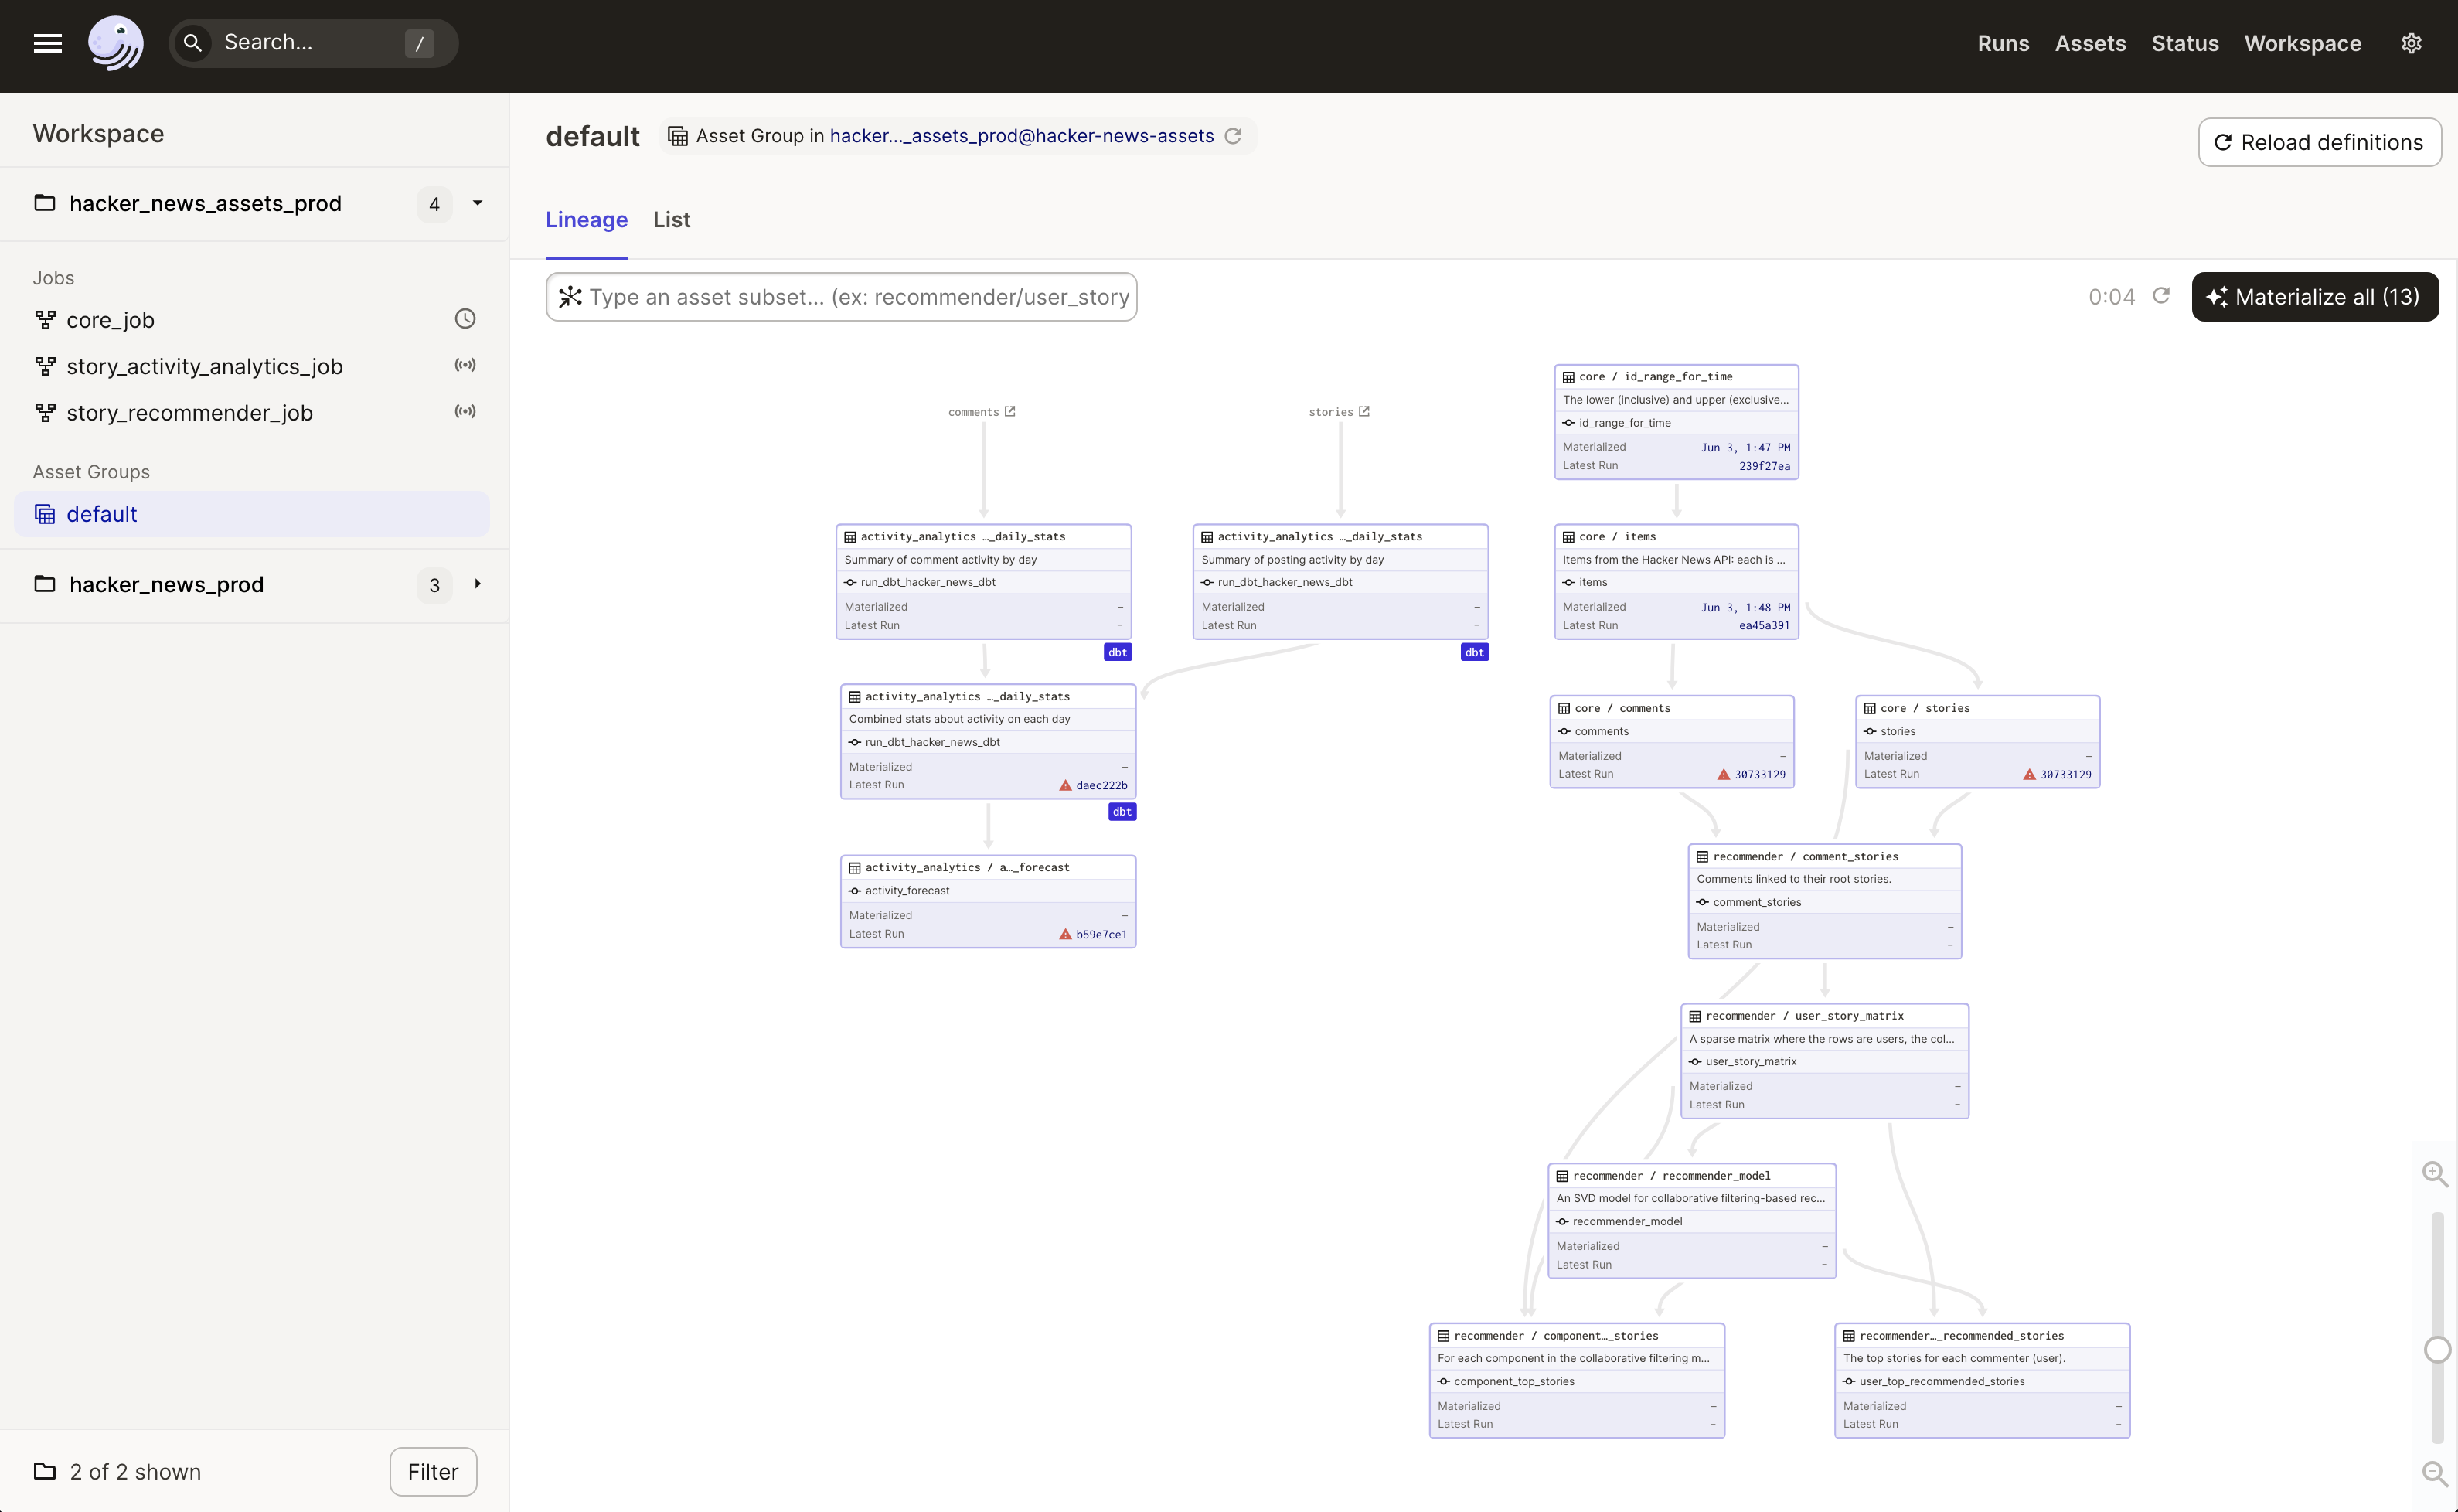 Search... /
Runs Assets Status Workspace
Workspace
hacker_news_assets_prod 4
Jobs
core_job
story_activity_analytics_job
story_recommender_job
Asset Groups
default
hacker_news_prod 3
2 of 2 shown Filter
default Asset Group in hacker..._assets_prod@hacker-news-assets
Reload definitions
Lineage List
Type an asset subset... (ex: recommender/user_story
0:04 Materialize all (13)
comments
stories
activity_analytics …_daily_stats
Summary of comment activity by day
run_dbt_hacker_news_dbt
Materialized –
Latest Run –
dbt
activity_analytics …_daily_stats
Summary of posting activity by day
run_dbt_hacker_news_dbt
Materialized –
Latest Run –
dbt
activity_analytics …_daily_stats
Combined stats about activity on each day
run_dbt_hacker_news_dbt
Materialized –
Latest Run daec222b
dbt
activity_analytics / a…_forecast
activity_forecast
Materialized –
Latest Run b59e7ce1
core / id_range_for_time
The lower (inclusive) and upper (exclusive...
id_range_for_time
Materialized Jun 3, 1:47 PM
Latest Run 239f27ea
core / items
Items from the Hacker News API: each is ...
items
Materialized Jun 3, 1:48 PM
Latest Run ea45a391
core / comments
comments
Materialized –
Latest Run 30733129
core / stories
stories
Materialized –
Latest Run 30733129
recommender / comment_stories
Comments linked to their root stories.
comment_stories
Materialized –
Latest Run –
recommender / user_story_matrix
A sparse matrix where the rows are users, the col...
user_story_matrix
Materialized –
Latest Run –
recommender / recommender_model
An SVD model for collaborative filtering-based rec...
recommender_model
Materialized –
Latest Run –
recommender / component…_stories
For each component in the collaborative filtering m...
component_top_stories
Materialized –
Latest Run –
recommender…_recommended_stories
The top stories for each commenter (user).
user_top_recommended_stories
Materialized –
Latest Run –